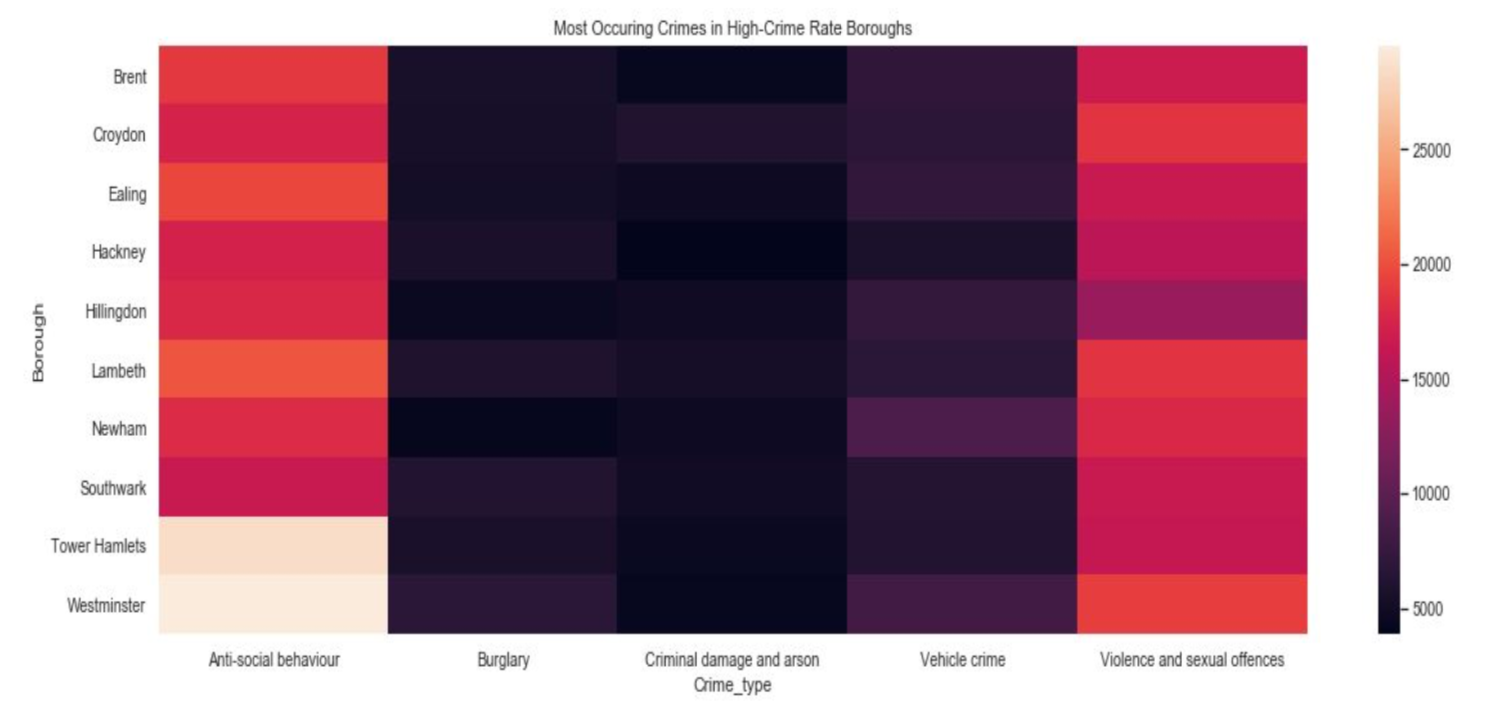 Most Occuring Crimes in High-Crime Rate Boroughs
Borough
Brent
Croydon
Ealing
Hackney
Hillingdon
Lambeth
Newham
Southwark
Tower Hamlets
Westminster
Anti-social behaviour
Burglary
Criminal damage and arson
Vehicle crime
Violence and sexual offences
Crime_type
25000
20000
15000
10000
5000